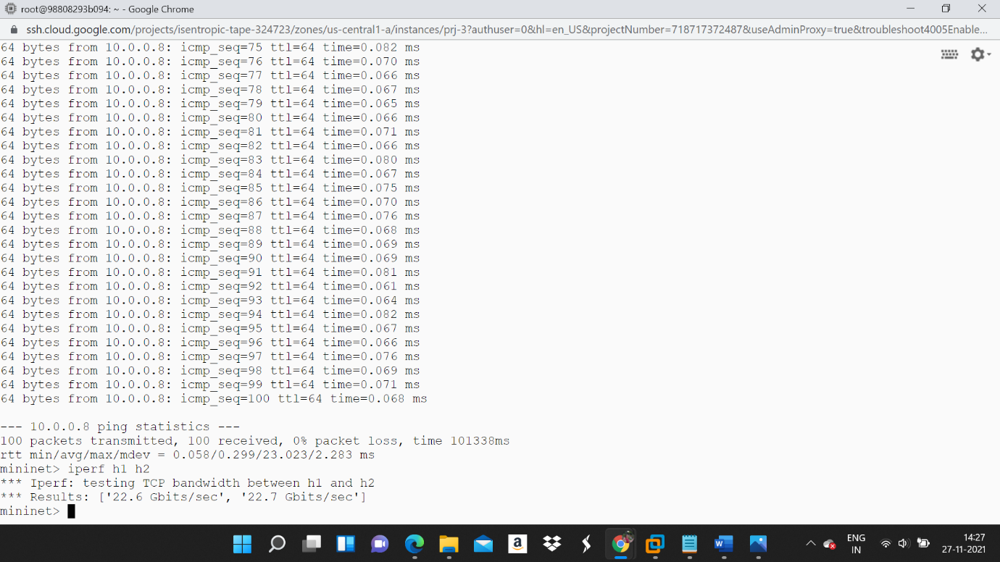 root@98808293b094: ~ - Google Chrome
ssh.cloud.google.com/projects/isentropic-tape-324723/zones/us-central1-a/instances/prj-3?authuser=0&hl=en_US&projectNumber=718717372487&useAdminProxy=true&troubleshoot4005Enable...
64 bytes from 10.0.0.8: icmp_seq=75 ttl=64 time=0.082 ms
64 bytes from 10.0.0.8: icmp_seq=76 ttl=64 time=0.070 ms
64 bytes from 10.0.0.8: icmp_seq=77 ttl=64 time=0.066 ms
64 bytes from 10.0.0.8: icmp_seq=78 ttl=64 time=0.067 ms
64 bytes from 10.0.0.8: icmp_seq=79 ttl=64 time=0.065 ms
64 bytes from 10.0.0.8: icmp_seq=80 ttl=64 time=0.066 ms
64 bytes from 10.0.0.8: icmp_seq=81 ttl=64 time=0.071 ms
64 bytes from 10.0.0.8: icmp_seq=82 ttl=64 time=0.066 ms
64 bytes from 10.0.0.8: icmp_seq=83 ttl=64 time=0.080 ms
64 bytes from 10.0.0.8: icmp_seq=84 ttl=64 time=0.067 ms
64 bytes from 10.0.0.8: icmp_seq=85 ttl=64 time=0.075 ms
64 bytes from 10.0.0.8: icmp_seq=86 ttl=64 time=0.070 ms
64 bytes from 10.0.0.8: icmp_seq=87 ttl=64 time=0.076 ms
64 bytes from 10.0.0.8: icmp_seq=88 ttl=64 time=0.068 ms
64 bytes from 10.0.0.8: icmp_seq=89 ttl=64 time=0.069 ms
64 bytes from 10.0.0.8: icmp_seq=90 ttl=64 time=0.069 ms
64 bytes from 10.0.0.8: icmp_seq=91 ttl=64 time=0.081 ms
64 bytes from 10.0.0.8: icmp_seq=92 ttl=64 time=0.061 ms
64 bytes from 10.0.0.8: icmp_seq=93 ttl=64 time=0.064 ms
64 bytes from 10.0.0.8: icmp_seq=94 ttl=64 time=0.082 ms
64 bytes from 10.0.0.8: icmp_seq=95 ttl=64 time=0.067 ms
64 bytes from 10.0.0.8: icmp_seq=96 ttl=64 time=0.066 ms
64 bytes from 10.0.0.8: icmp_seq=97 ttl=64 time=0.076 ms
64 bytes from 10.0.0.8: icmp_seq=98 ttl=64 time=0.069 ms
64 bytes from 10.0.0.8: icmp_seq=99 ttl=64 time=0.071 ms
64 bytes from 10.0.0.8: icmp_seq=100 ttl=64 time=0.068 ms
--- 10.0.0.8 ping statistics ---
100 packets transmitted, 100 received, 0% packet loss, time 101338ms
rtt min/avg/max/mdev = 0.058/0.299/23.023/2.283 ms
mininet> iperf h1 h2
*** Iperf: testing TCP bandwidth between h1 and h2
*** Results: ['22.6 Gbits/sec', '22.7 Gbits/sec']
mininet>
ENG
IN
14:27
27-11-2021